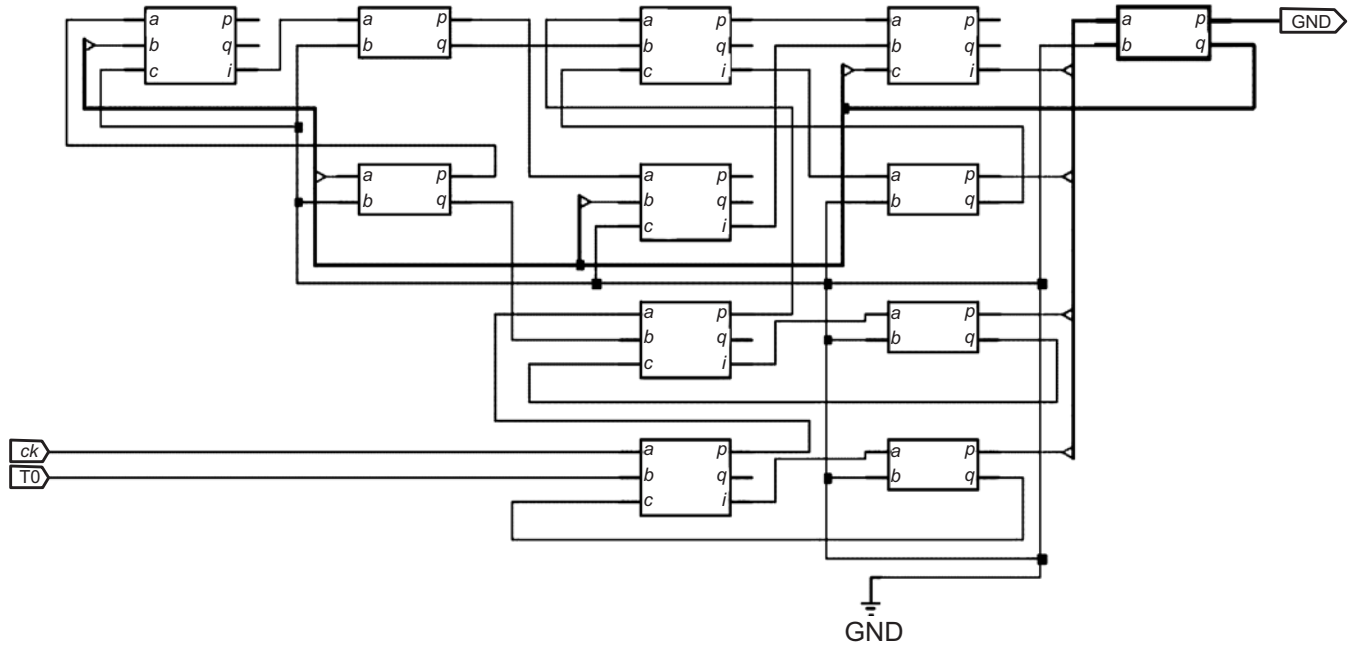 a p a p a p a p a p GND
b q b q b q b q b q
c i c i c i
a p a p a p
b q b q b q
c i
a p a p
b q b q
c i
ck a p a p
T0 b q b q
c i
GND